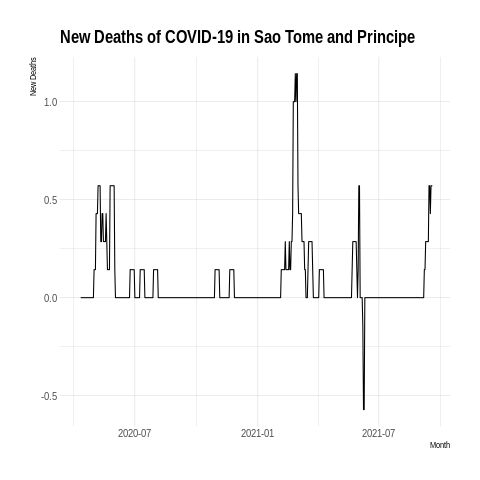 New Deaths of COVID-19 in Sao Tome and Principe
New Deaths
1.0
0.5
0.0
-0.5
2020-07 2021-01 2021-07
Month